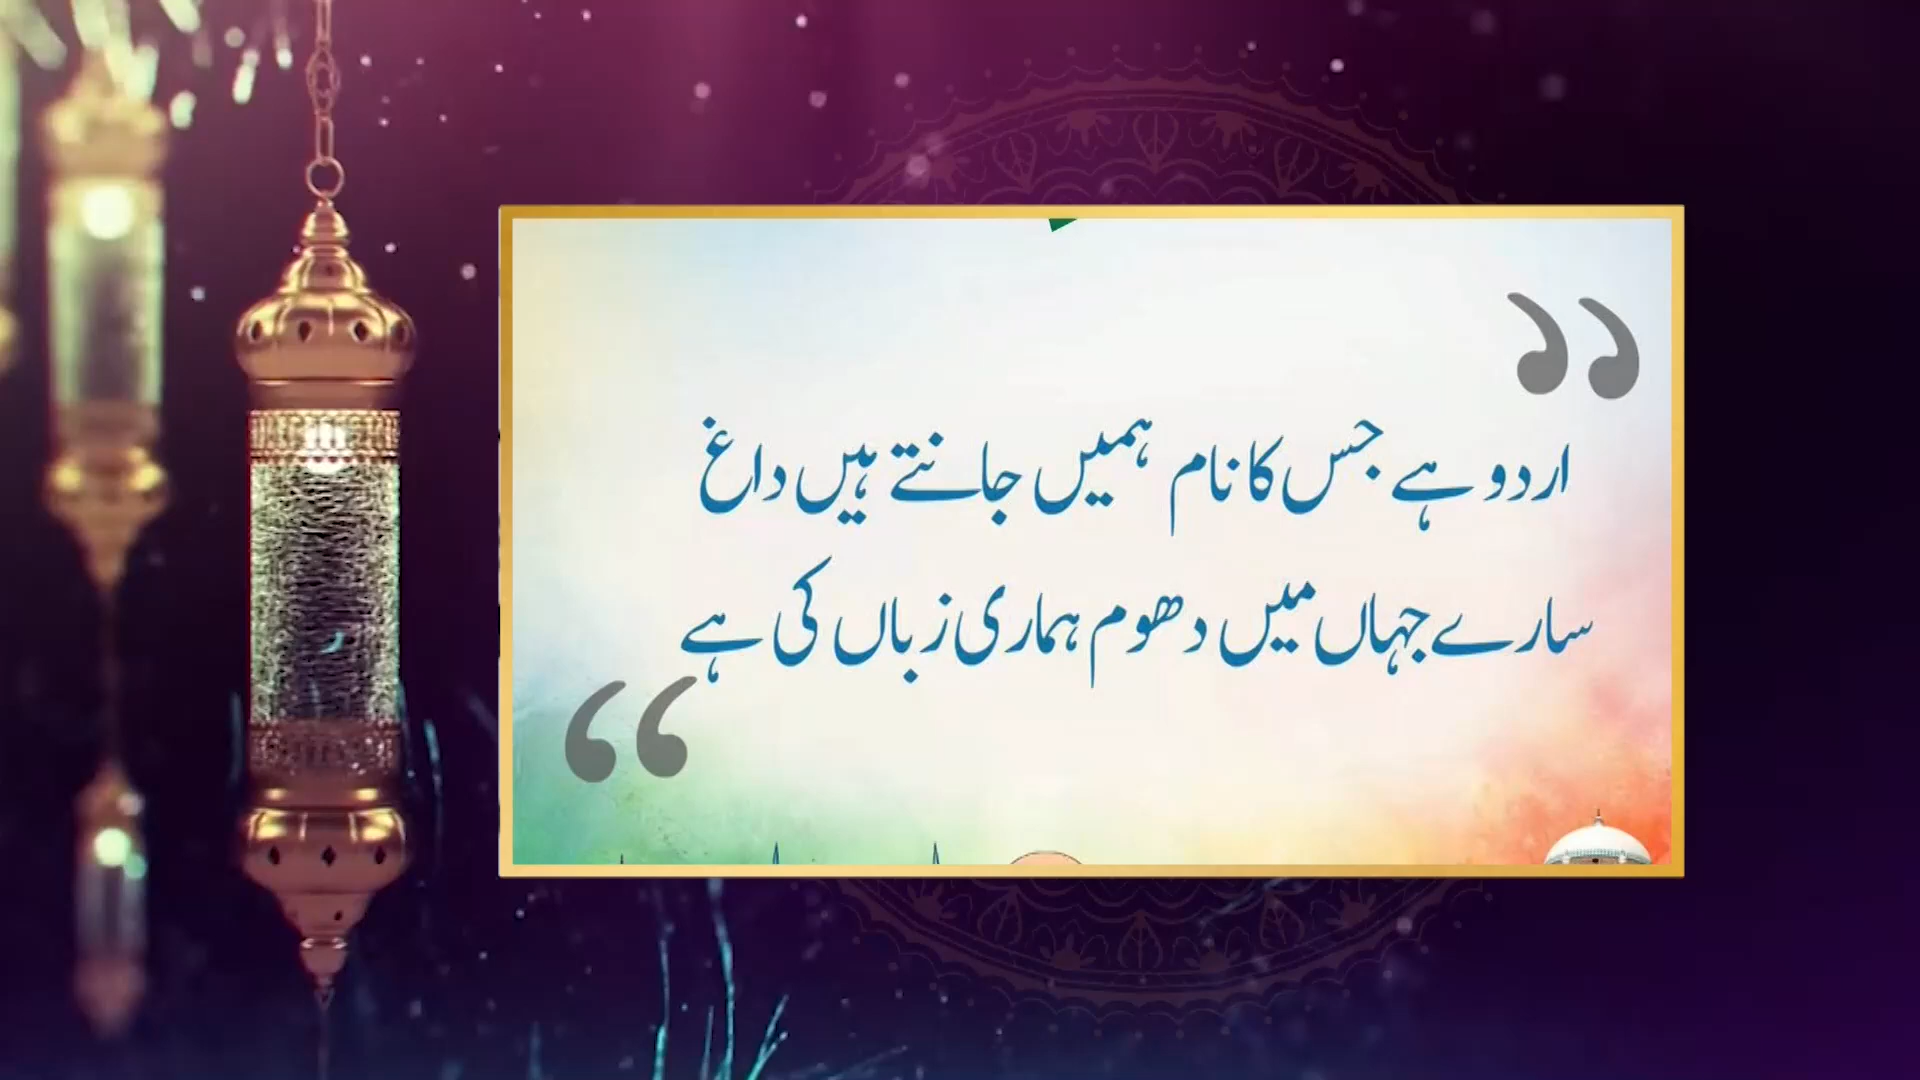 اردو ہے جس کا نام ہمیں جانتے ہیں داغ
سارے جہاں میں دھوم ہماری زباں کی ہے